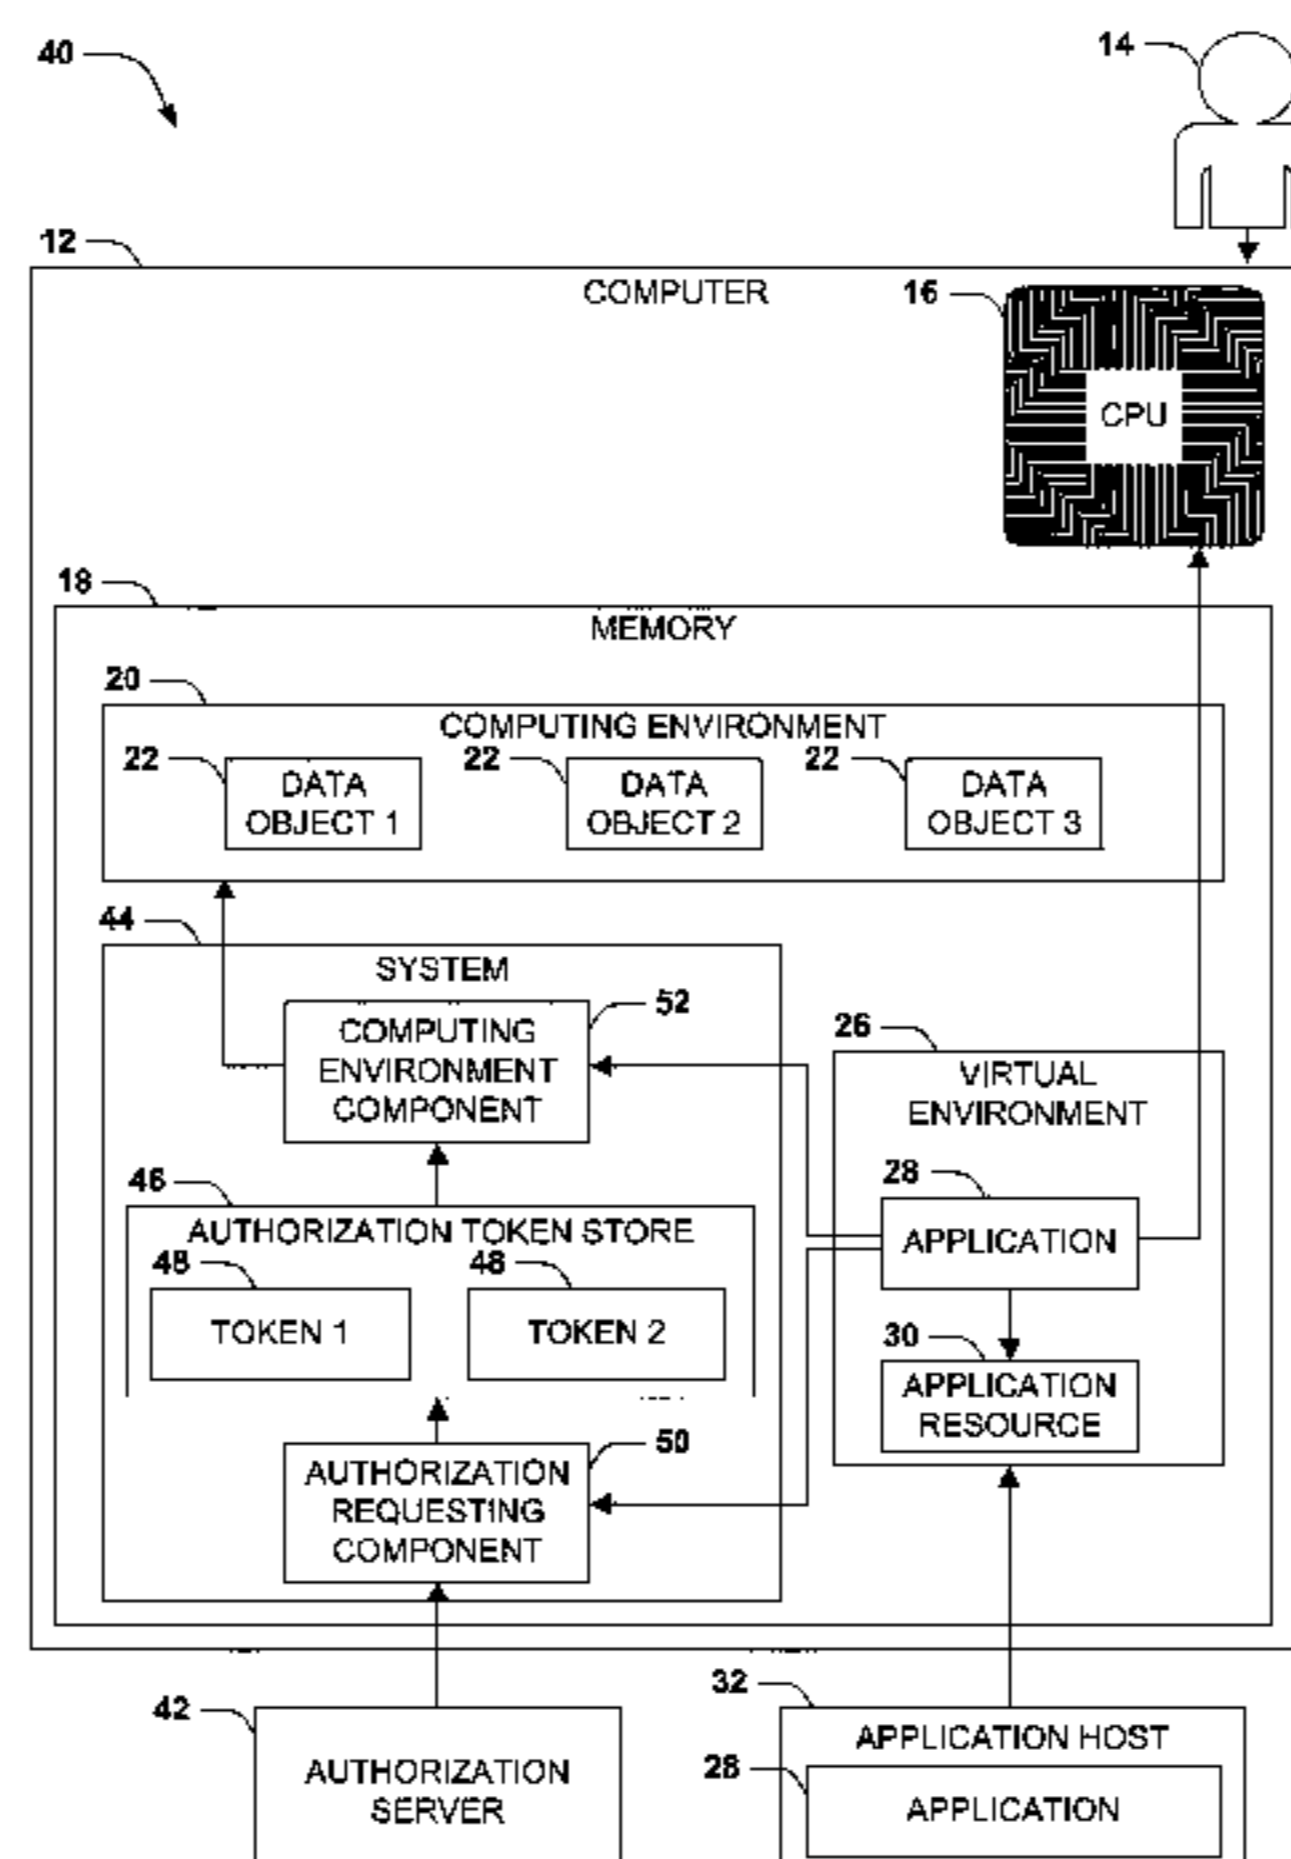 40
14
12
COMPUTER
16
CPU
18
MEMORY
20
COMPUTING ENVIRONMENT
22
22
22
DATA
OBJECT 1
DATA
OBJECT 2
DATA
OBJECT 3
44
SYSTEM
52
COMPUTING
ENVIRONMENT
COMPONENT
26
VIRTUAL
ENVIRONMENT
46
AUTHORIZATION TOKEN STORE
28
APPLICATION
48
48
TOKEN 1
TOKEN 2
30
APPLICATION
RESOURCE
50
AUTHORIZATION
REQUESTING
COMPONENT
42
AUTHORIZATION
SERVER
32
APPLICATION HOST
28
APPLICATION